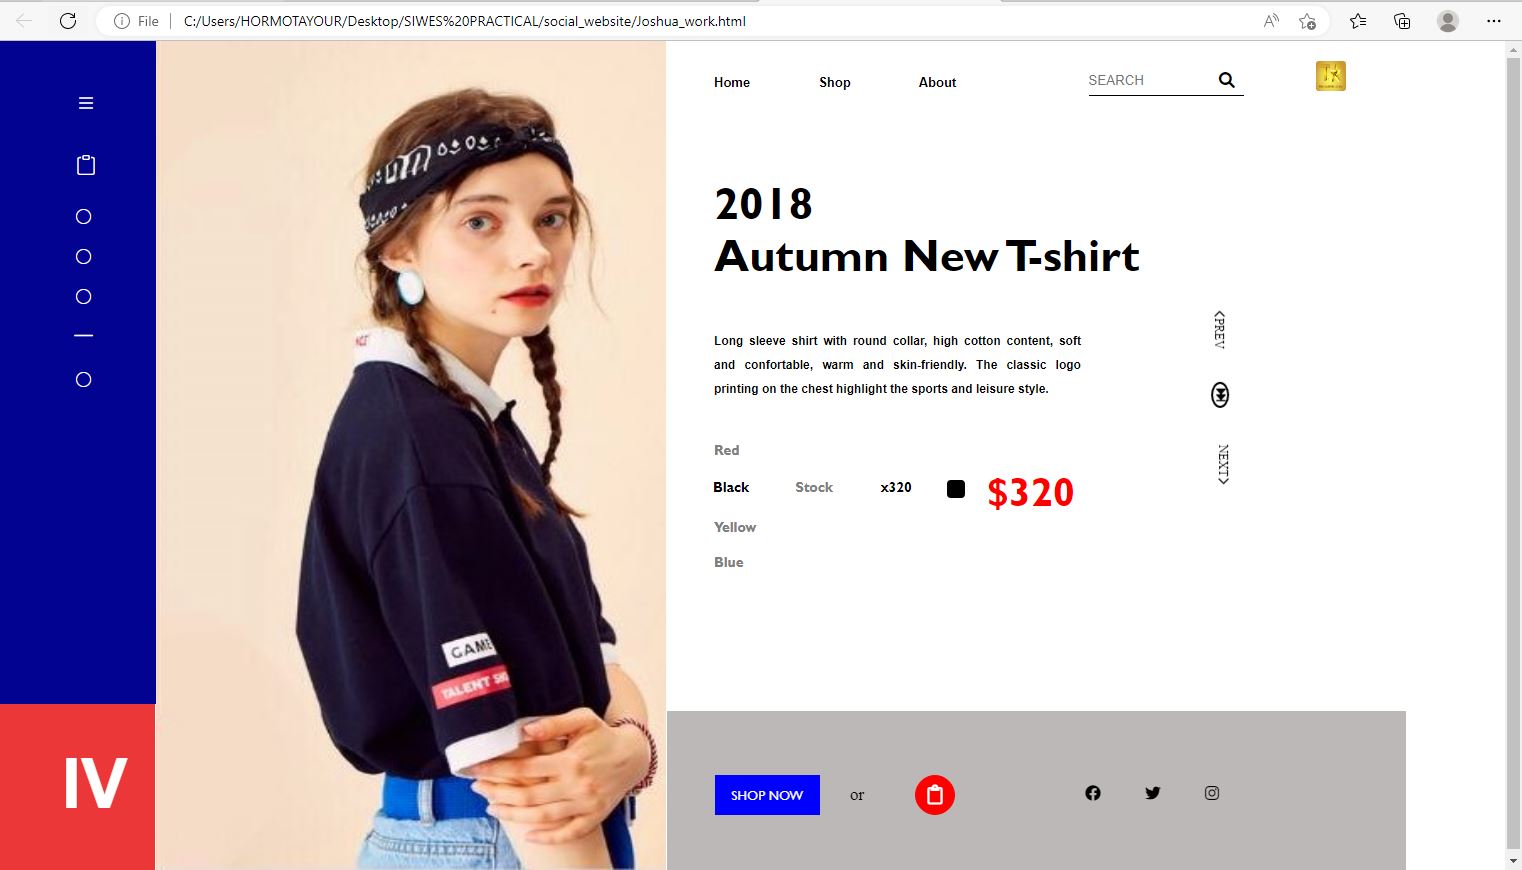 File
C:/Users/HORMOTAYOUR/Desktop/SIWES%20PRACTICAL/social_website/Joshua_work.html
Home
Shop
About
SEARCH
2018
Autumn New T-shirt
Long sleeve shirt with round collar, high cotton content, soft
and confortable, warm and skin-friendly. The classic logo
printing on the chest highlight the sports and leisure style.
PREV
NEXT
Red
Black
Stock
x320
$320
Yellow
Blue
GAME
TALENT
IV
SHOP NOW
or